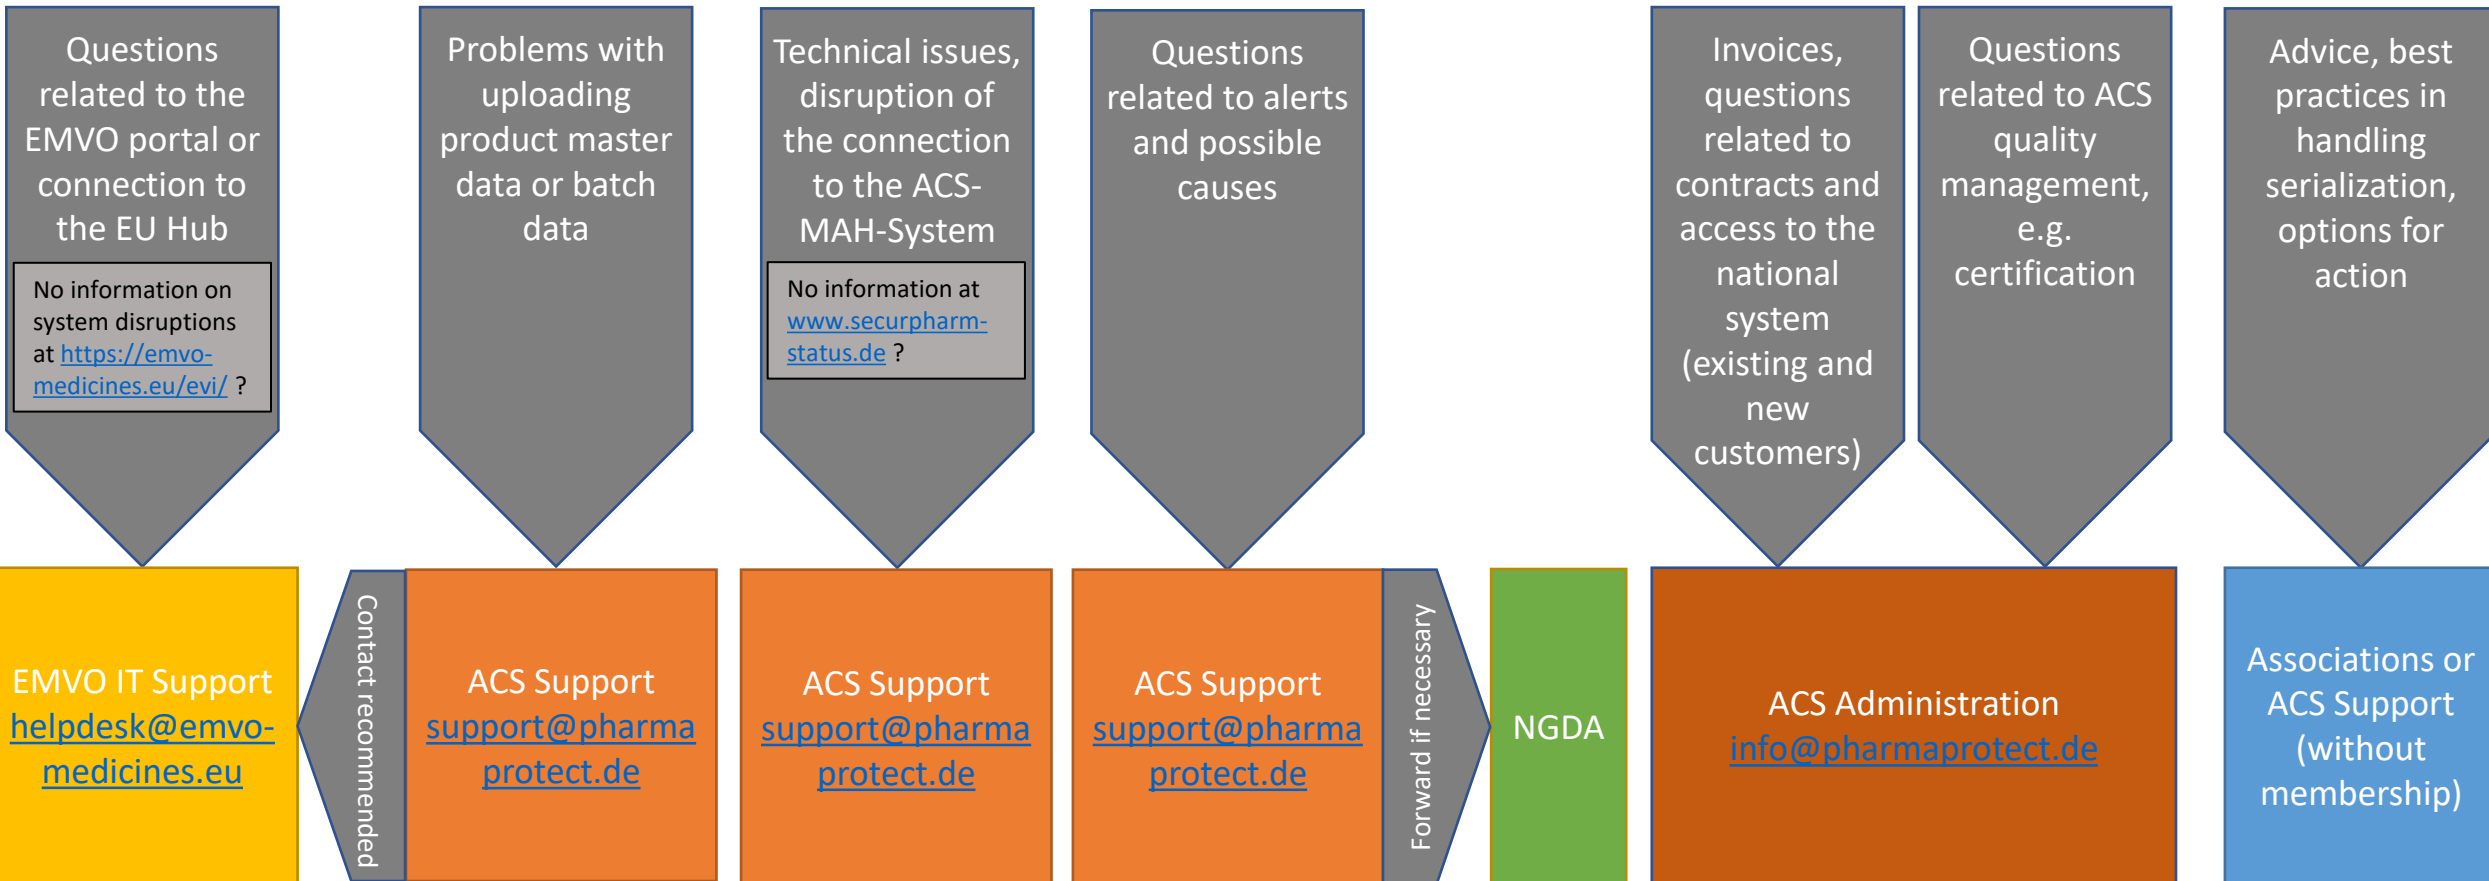 Questions
related to the
EMVO portal or
connection to
the EU Hub
No information on
system disruptions
at https://emvo-
medicines.eu/evi/ ?
Problems with
uploading
product master
data or batch
data
Technical issues,
disruption of
the connection
to the ACS-
MAH-System
No information at
www.securpharm-
status.de ?
Questions
related to alerts
and possible
causes
Invoices,
questions
related to
contracts and
access to the
national
system
(existing and
new
customers)
Questions
related to ACS
quality
management,
e.g.
certification
Advice, best
practices in
handling
serialization,
options for
action
EMVO IT Support
helpdesk@emvo-
medicines.eu
Contact recommended
ACS Support
support@pharma
protect.de
ACS Support
support@pharma
protect.de
ACS Support
support@pharma
protect.de
Forward if necessary
NGDA
ACS Administration
info@pharmaprotect.de
Associations or
ACS Support
(without
membership)